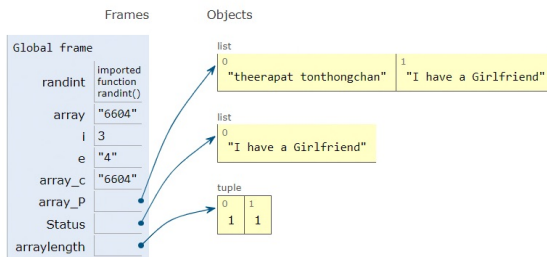 Frames Objects
Global frame
randint imported function randint()
array "6604"
i 3
e "4"
array_c "6604"
array_P
Status
arraylength
list
0 1
"theerapat tonthongchan" "I have a Girlfriend"
list
0
"I have a Girlfriend"
tuple
0 1
1 1